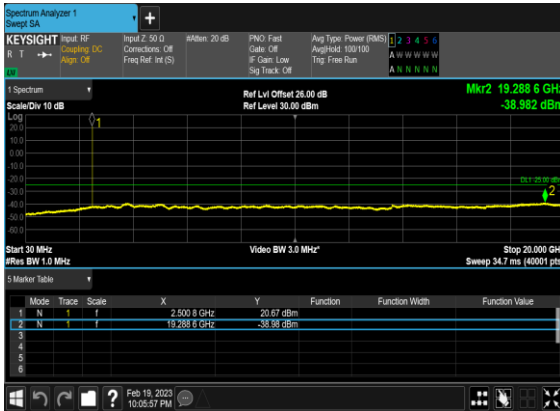 Spectrum Analyzer 1
Swept SA
+
KEYSIGHT Input: RF Input Z: 50 Ω #Atten: 20 dB PNO: Fast Avg Type: Power (RMS) 1 2 3 4 5 6
R T Coupling: DC Corrections: Off Gate: Off Avg|Hold: 100/100 A W W W W W
Align: Off Freq Ref: Int (S) IF Gain: Low Trig: Free Run
Sig Track: Off A N N N N N
1 Spectrum Ref Lvl Offset 26.00 dB Mkr2 19.288 6 GHz
Scale/Div 10 dB Ref Level 30.00 dBm -38.982 dBm
Log
1
20.0
10.0
0.00
-10.0
-20.0
DL1 -25.00 dBm
-30.0
2
-40.0
-50.0
-60.0
Start 30 MHz Video BW 3.0 MHz* Stop 20.000 GHz
#Res BW 1.0 MHz Sweep 34.7 ms (40001 pts)
5 Marker Table
Mode Trace Scale X Y Function Function Width Function Value
1 N 1 f 2.500 8 GHz 20.67 dBm
2 N 1 f 19.288 6 GHz -38.98 dBm
3
4
5
6
? Feb 19, 2023
10:05:57 PM